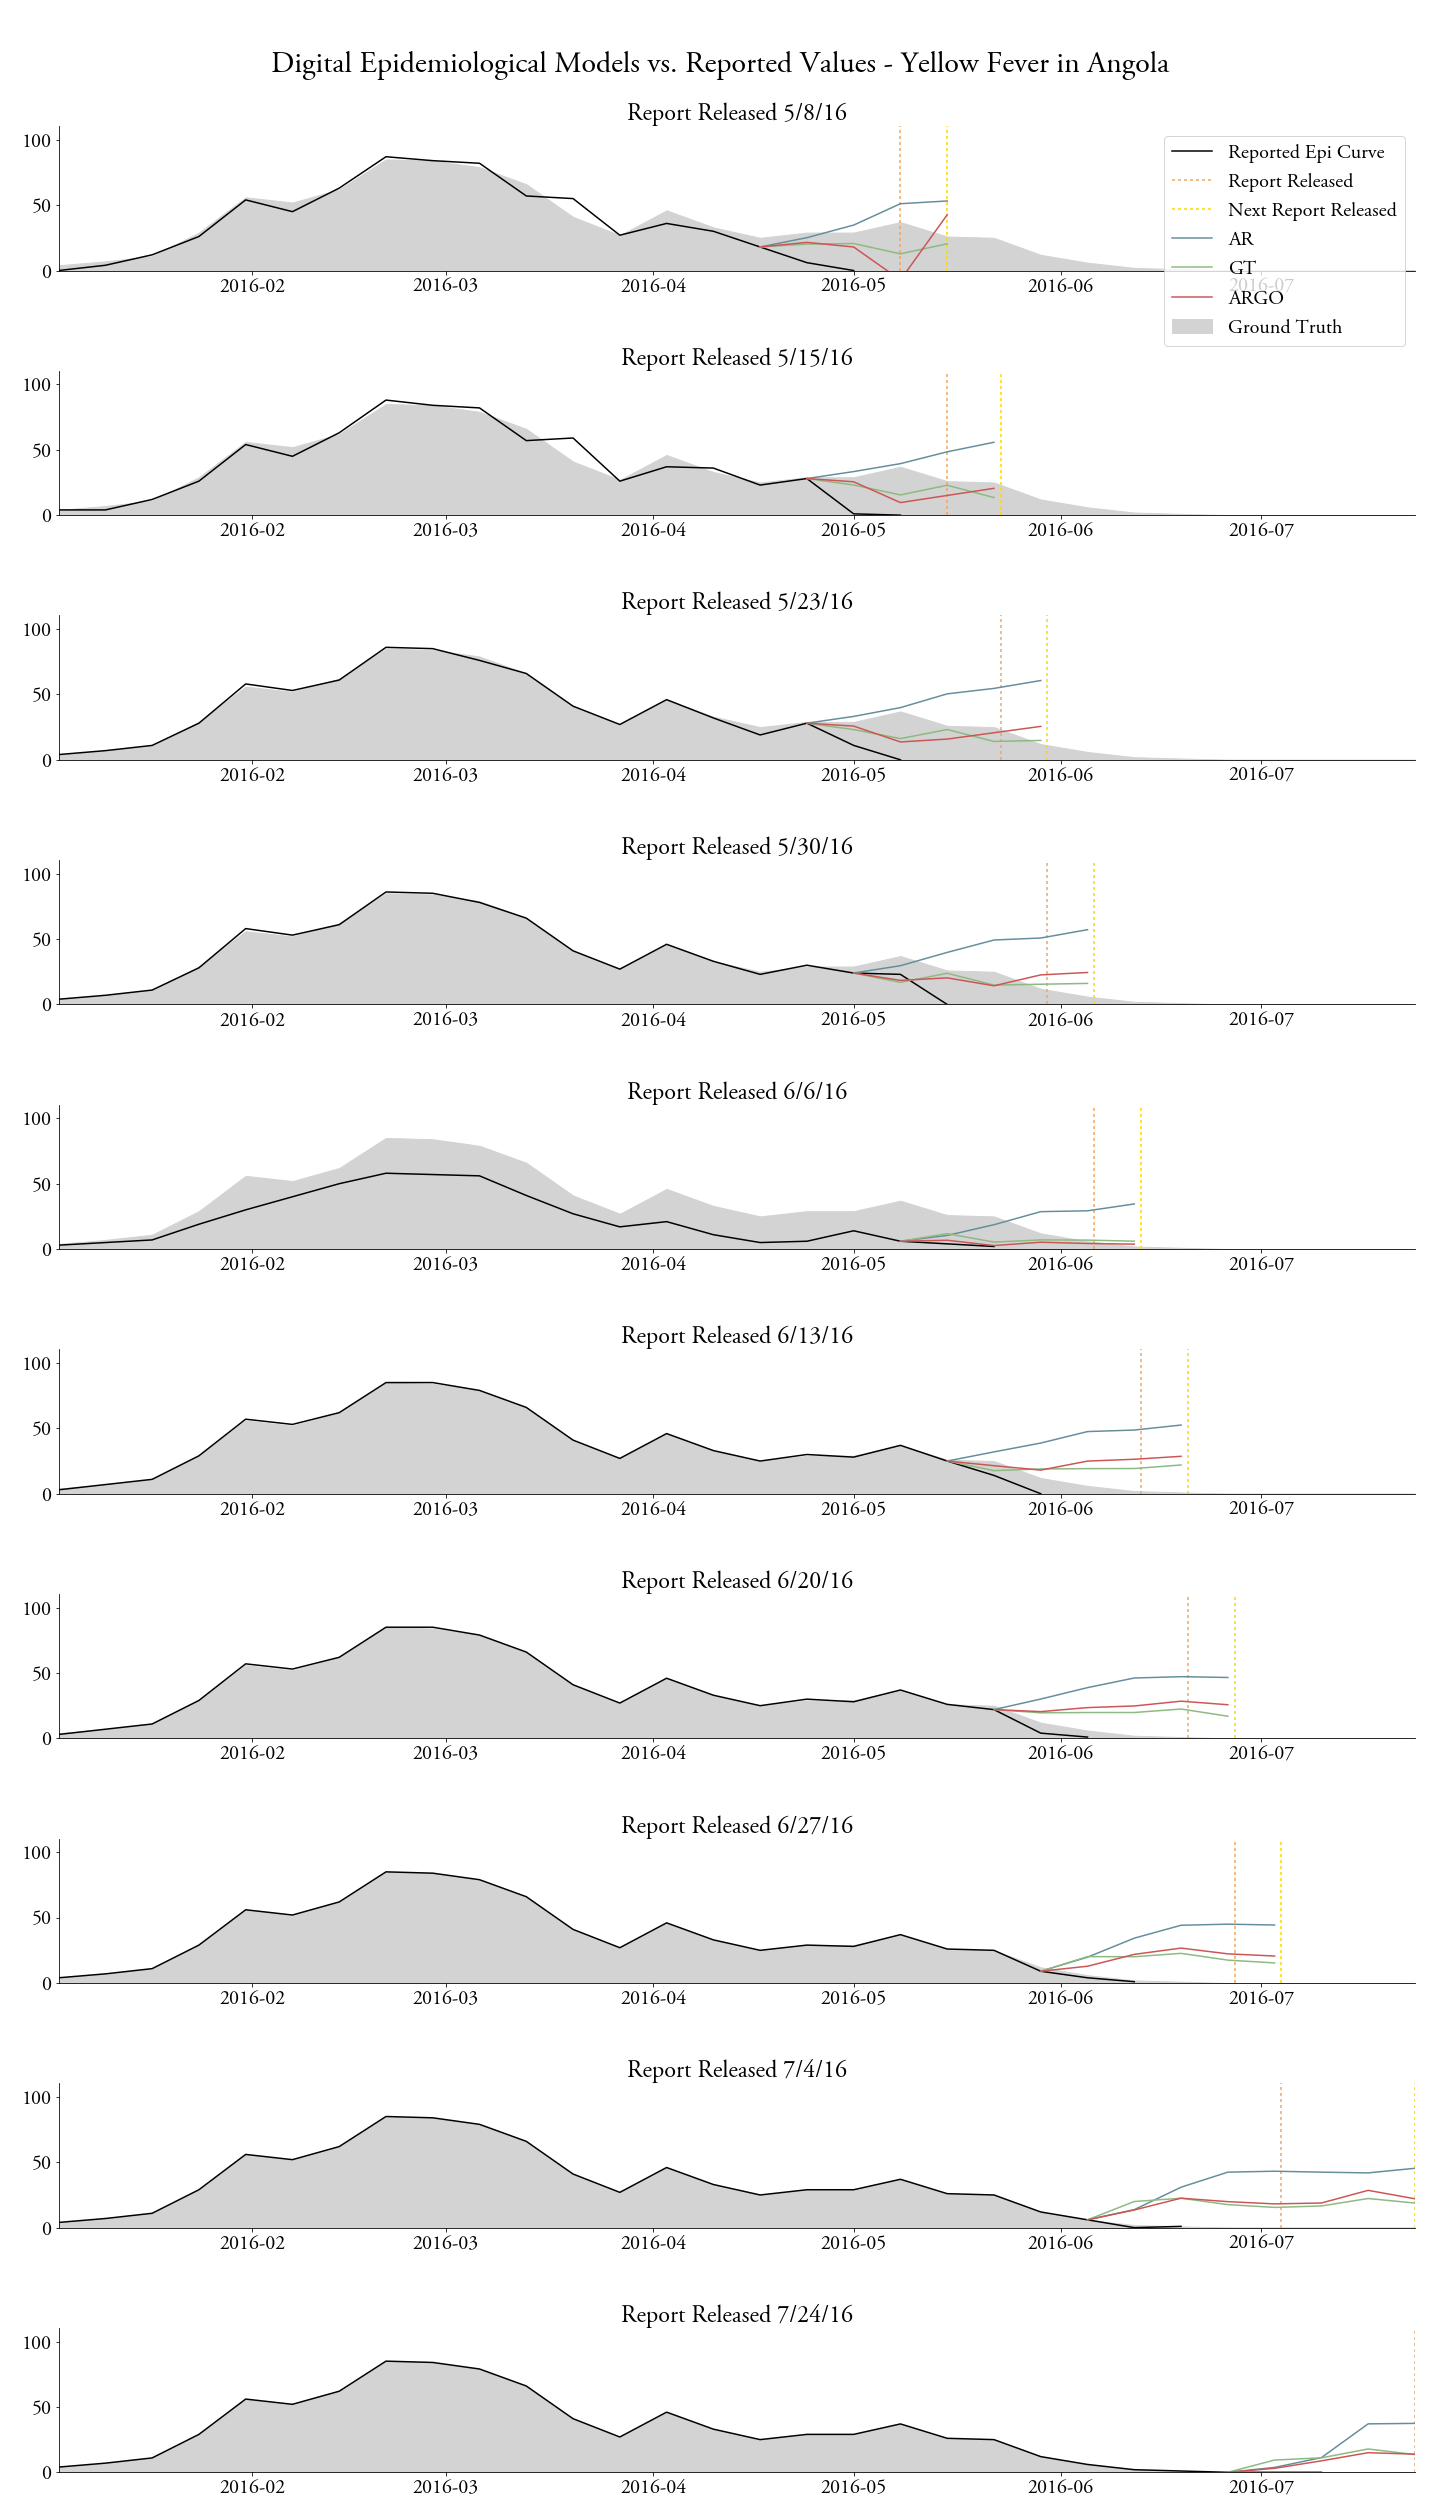 Digital Epidemiological Models vs. Reported Values - Yellow Fever in Angola
Report Released 5/8/16
100
50
0
2016-02 2016-03 2016-04 2016-05 2016-06 2016-07
Reported Epi Curve
Report Released
Next Report Released
AR
GT
ARGO
Ground Truth
Report Released 5/15/16
100
50
0
2016-02 2016-03 2016-04 2016-05 2016-06 2016-07
Report Released 5/23/16
100
50
0
2016-02 2016-03 2016-04 2016-05 2016-06 2016-07
Report Released 5/30/16
100
50
0
2016-02 2016-03 2016-04 2016-05 2016-06 2016-07
Report Released 6/6/16
100
50
0
2016-02 2016-03 2016-04 2016-05 2016-06 2016-07
Report Released 6/13/16
100
50
0
2016-02 2016-03 2016-04 2016-05 2016-06 2016-07
Report Released 6/20/16
100
50
0
2016-02 2016-03 2016-04 2016-05 2016-06 2016-07
Report Released 6/27/16
100
50
0
2016-02 2016-03 2016-04 2016-05 2016-06 2016-07
Report Released 7/4/16
100
50
0
2016-02 2016-03 2016-04 2016-05 2016-06 2016-07
Report Released 7/24/16
100
50
0
2016-02 2016-03 2016-04 2016-05 2016-06 2016-07